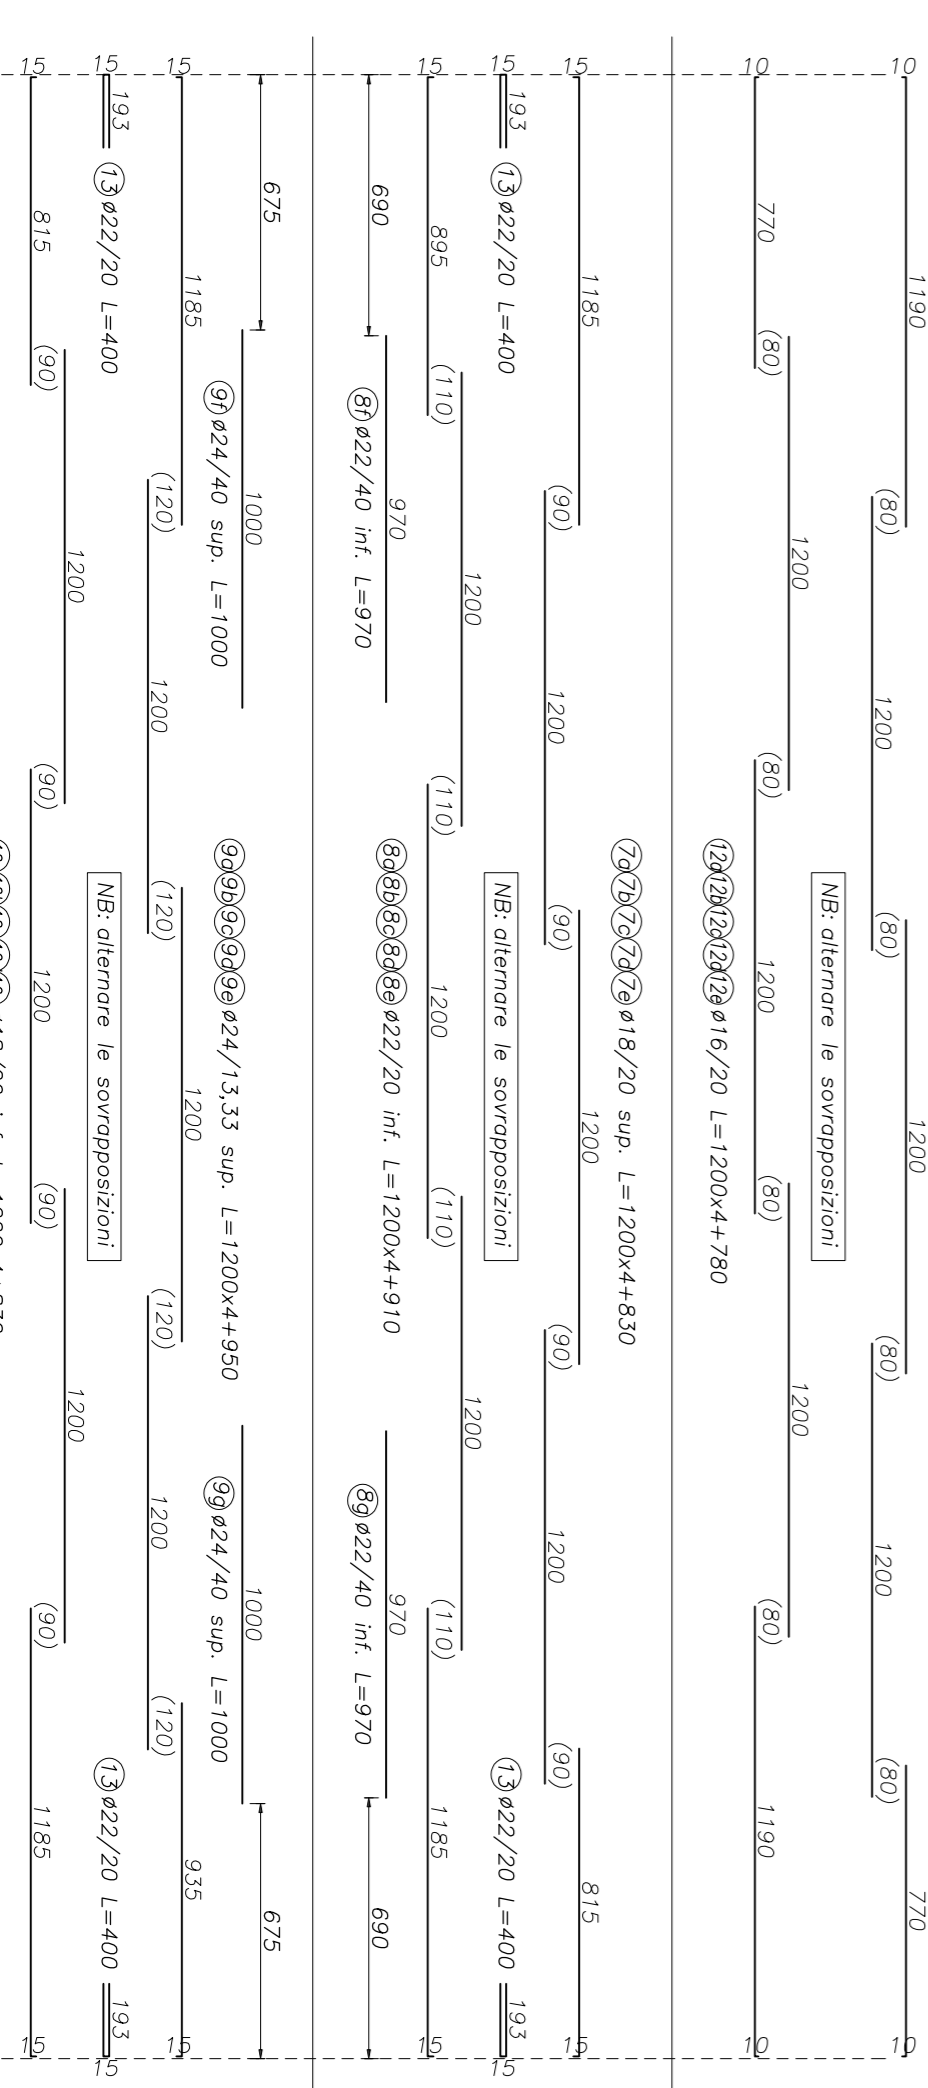 10 1190 1200 770 10
(80) 1200 (80) (80) 1200 (80)
NB: alternare le sovrapposizioni
1200 1200
10 770 (80) (80) 1200 (80) (80) 1190 10
12a 12b 12c 12d 12e ø16/20 L=1200x4+780
7a 7b 7c 7d 7e ø18/20 sup. L=1200x4+830
15 1185 1200 815 15
(90) 1200 (90) (90) 1200 (90)
15 193 13 ø22/20 L=400 NB: alternare le sovrapposizioni 13 ø22/20 L=400 193 15
1200 1200
15 895 (110) (110) 1200 (110) (110) 1185 15
970 8a 8b 8c 8d 8e ø22/20 inf. L=1200x4+910 970
690 8f ø22/40 inf. L=970 8g ø22/40 inf. L=970 690
675 675
1000 1000
9a 9b 9c 9d 9e ø24/13,33 sup. L=1200x4+950
9f ø24/40 sup. L=1000 9g ø24/40 sup. L=1000
15 1185 1200 935 15
(120) 1200 (120) (120) 1200 (120)
15 193 13 ø22/20 L=400 NB: alternare le sovrapposizioni 13 ø22/20 L=400 193 15
1200 1200
15 815 (90) (90) 1200 (90) (90) 1185 15